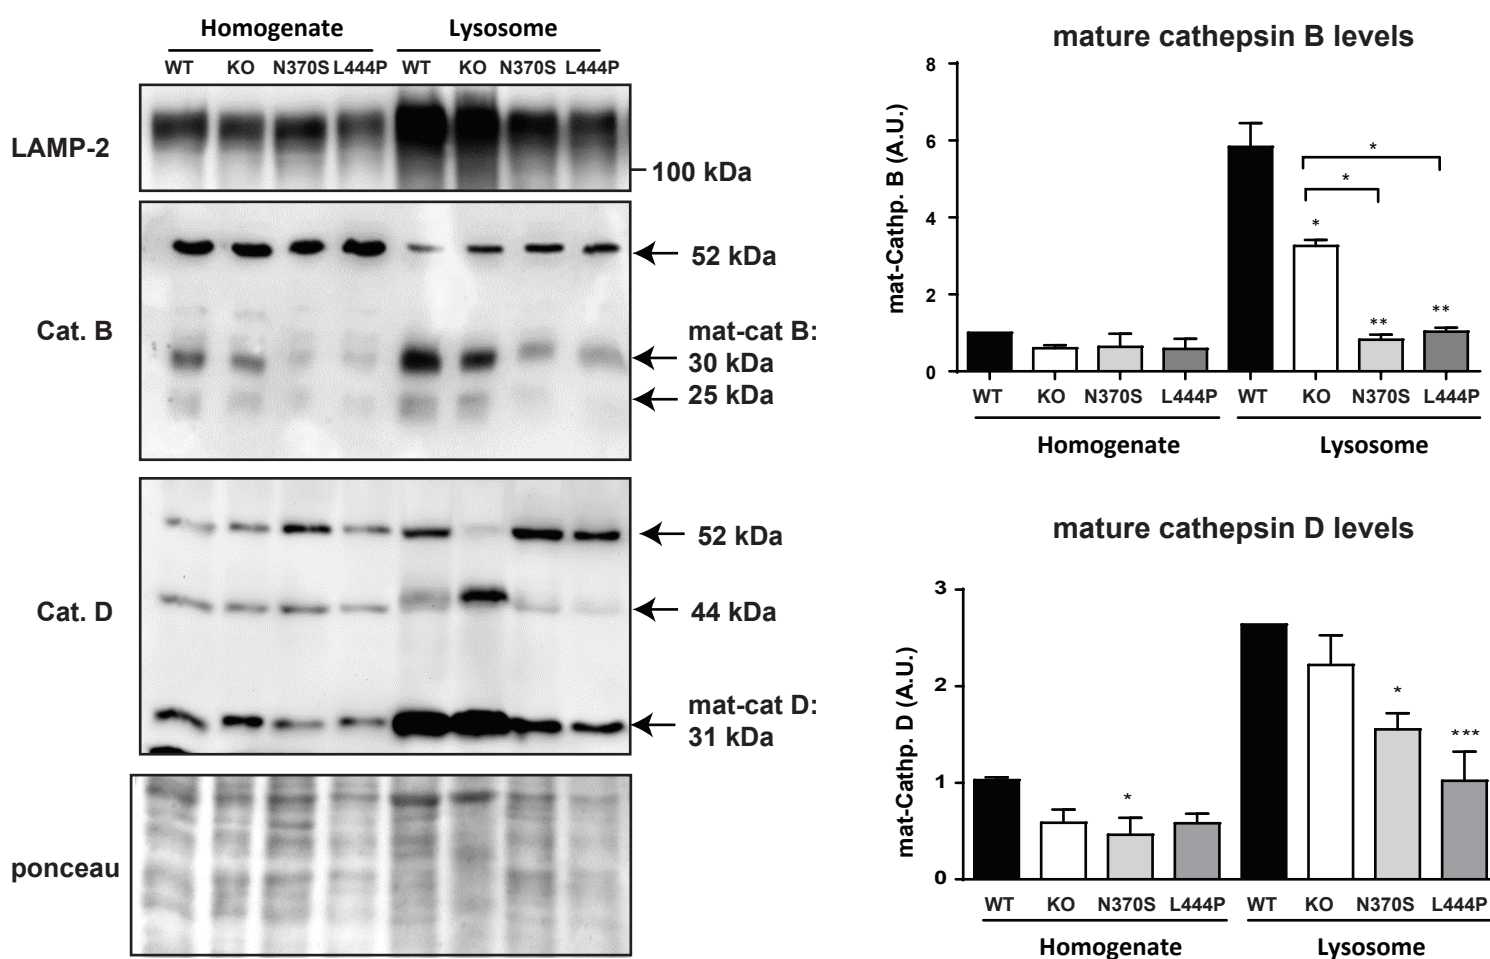 Homogenate Lysosome
WT KO N370S L444P WT KO N370S L444P
LAMP-2
100 kDa
52 kDa
Cat. B
mat-cat B:
30 kDa
25 kDa
52 kDa
Cat. D
44 kDa
mat-cat D:
31 kDa
ponceau
mature cathepsin B levels
mat-Cathp. B (A.U.)
8
6
4
2
0
*
*
*
**
**
WT KO N370S L444P WT KO N370S L444P
Homogenate Lysosome
mature cathepsin D levels
mat-Cathp. D (A.U.)
3
2
1
0
*
*
***
WT KO N370S L444P WT KO N370S L444P
Homogenate Lysosome